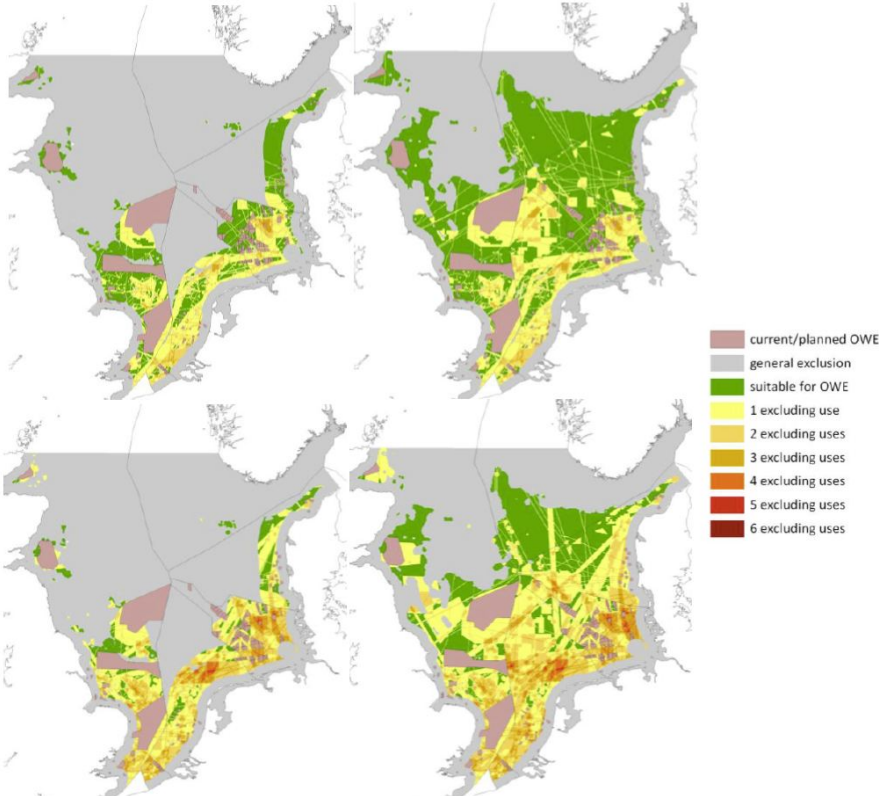 current/planned OWE
general exclusion
suitable for OWE
1 excluding use
2 excluding uses
3 excluding uses
4 excluding uses
5 excluding uses
6 excluding uses